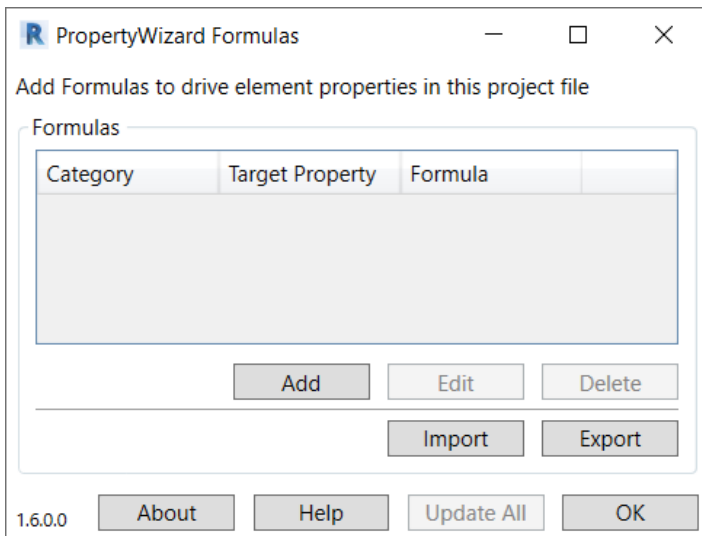 PropertyWizard Formulas
Add Formulas to drive element properties in this project file
Formulas
Category Target Property Formula
Add Edit Delete
Import Export
1.6.0.0 About Help Update All OK